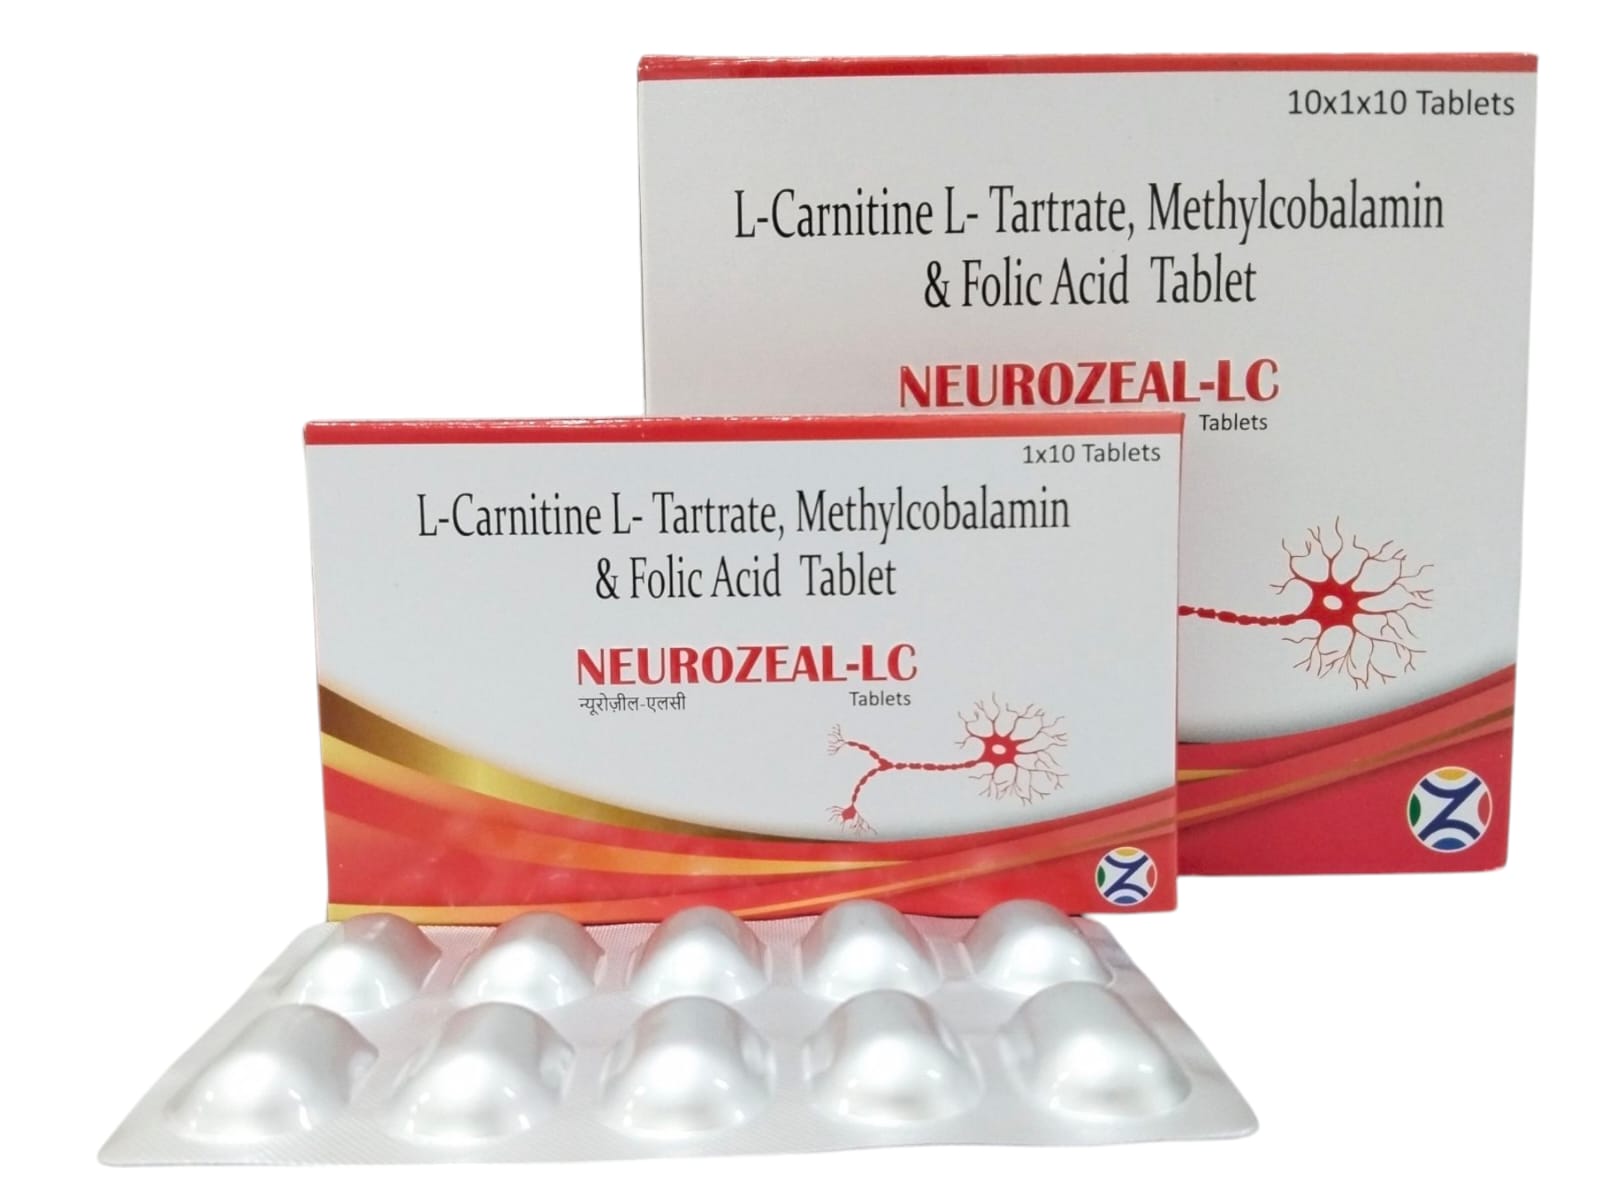 10x1x10 Tablets
L-Carnitine L- Tartrate, Methylcobalamin
& Folic Acid Tablet
NEUROZEAL-LC
Tablets
1x10 Tablets
L-Carnitine L- Tartrate, Methylcobalamin
& Folic Acid Tablet
NEUROZEAL-LC
न्यूरोज़ील-एलसी
Tablets